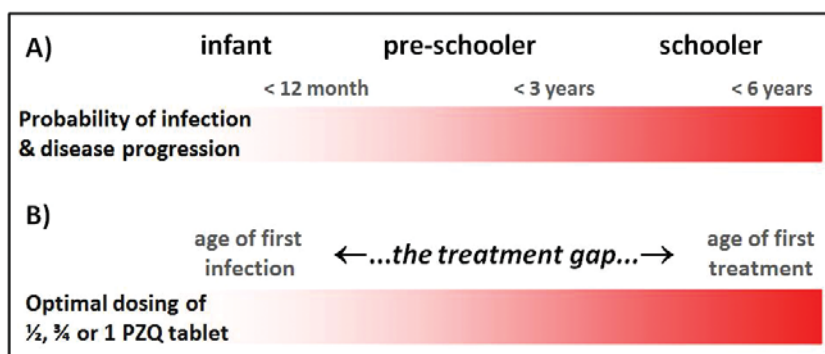 A)
infant pre-schooler schooler
< 12 month < 3 years < 6 years
Probability of infection
& disease progression
B)
age of first ←...the treatment gap...→ age of first
infection treatment
Optimal dosing of
½, ¾ or 1 PZQ tablet